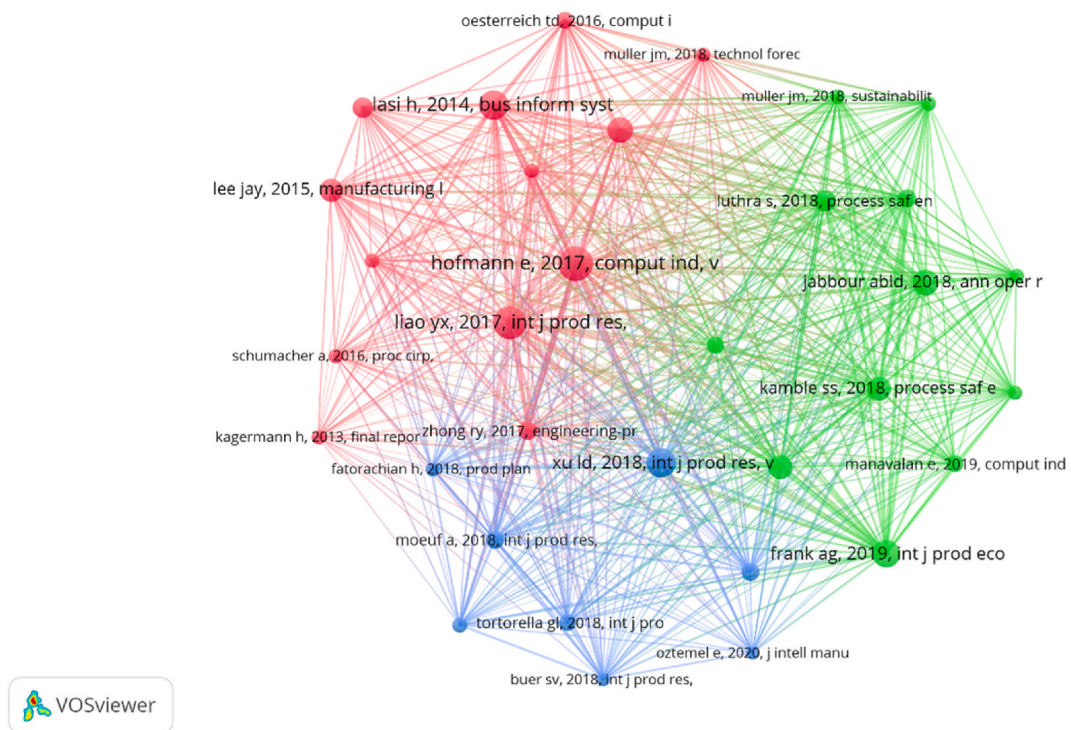 oesterreich td, 2016, comput i
muller jm, 2018, technol forec
muller jm, 2018, sustainabilit
lasi h, 2014, bus inform syst
lee jay, 2015, manufacturing l
luthra s, 2018, process saf en
hofmann e, 2017, comput ind, v
jabbour abld, 2018, ann oper r
liao yx, 2017, int j prod res,
schumacher a, 2016, proc cirp,
kamble ss, 2018, process saf e
kagermann h, 2013, final repor
zhong ry, 2017, engineering-pr
fatorachian h, 2018, prod plan
xu ld, 2018, int j prod res, v
manavalan e, 2019, comput ind
moeuf a, 2018, int j prod res,
frank ag, 2019, int j prod eco
tortorella gl, 2018, int j pro
oztemel e, 2020, j intell manu
buer sv, 2018, int j prod res,
VOSviewer